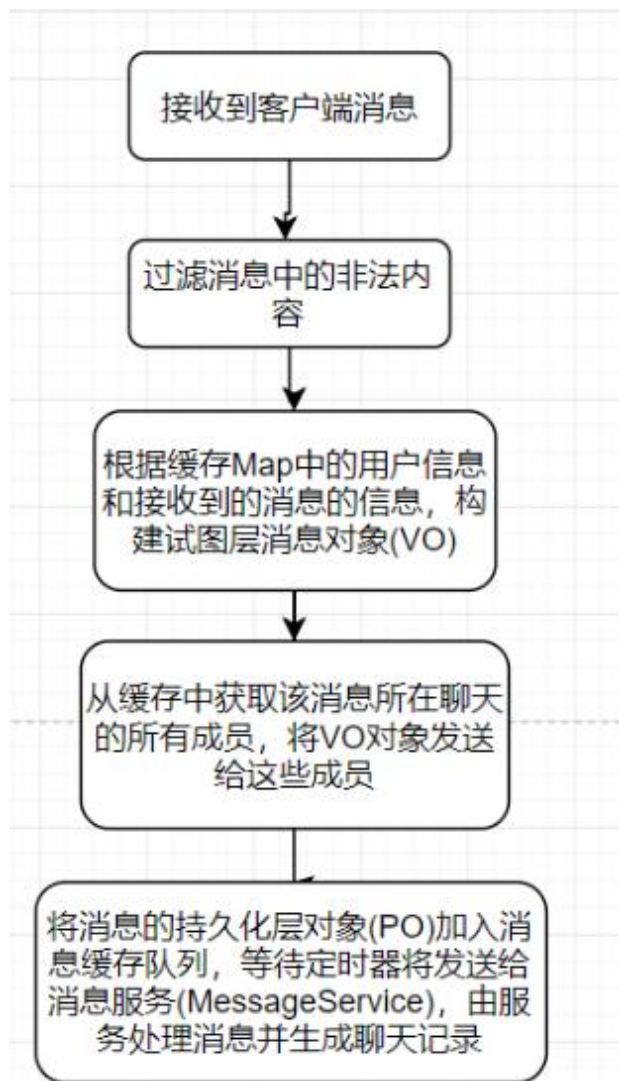 接收到客户端消息
过滤消息中的非法内
容
根据缓存Map中的用户信息
和接收到的消息的信息，构
建试图层消息对象(VO)
从缓存中获取该消息所在聊天
的所有成员，将VO对象发送
给这些成员
将消息的持久化层对象(PO)加入消
息缓存队列，等待定时器将发送给
消息服务(MessageService)，由服
务处理消息并生成聊天记录